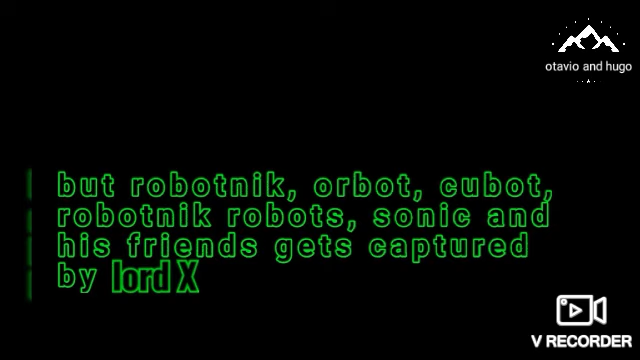 otavio and hugo
but robotnik, orbot, cubot,
robotnik robots, sonic and
his friends gets captured
by lord X
V RECORDER